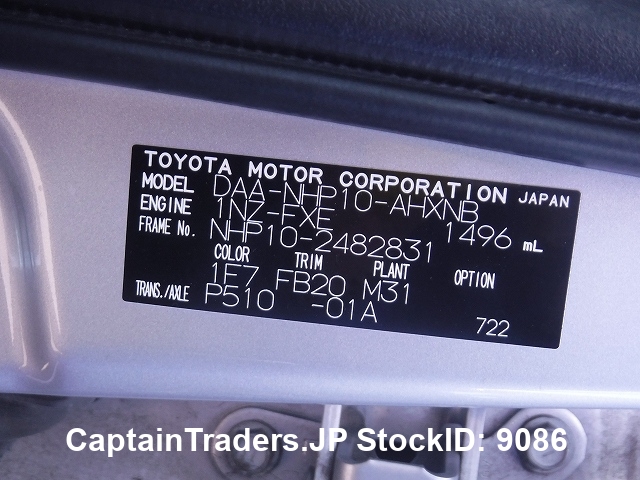 TOYOTA MOTOR CORPORATION JAPAN
MODEL DAA-NHP10-AHXNB
ENGINE 1NZ-FXE 1496 mL
FRAME No. NHP10-2482831
COLOR TRIM PLANT OPTION
1F7 FB20 M31
TRANS./AXLE P510 -01A
722
CaptainTraders.JP StockID: 9086